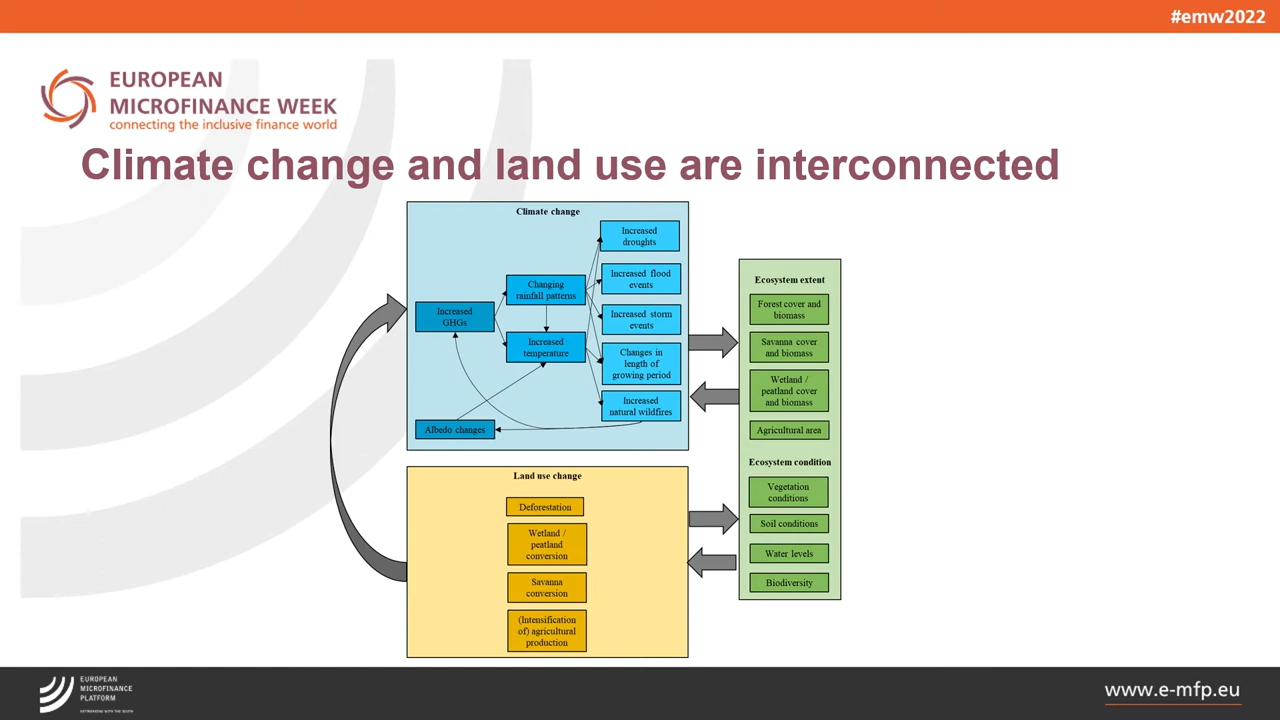 #emw2022
EUROPEAN
MICROFINANCE WEEK
connecting the inclusive finance world
Climate change and land use are interconnected
Climate change
Increased
droughts
Increased flood
events
Changing
rainfall patterns
Increased
GHGs
Increased storm
events
Increased
temperature
Changes in
length of
growing period
Increased
natural wildfires
Albedo changes
Land use change
Deforestation
Wetland /
peatland
conversion
Savanna
conversion
(Intensification
of) agricultural
production
Ecosystem extent
Forest cover and
biomass
Savanna cover
and biomass
Wetland /
peatland cover
and biomass
Agricultural area
Ecosystem condition
Vegetation
conditions
Soil conditions
Water levels
Biodiversity
EUROPEAN
MICROFINANCE
PLATFORM
NETWORKING WITH THE SOUTH
www.e-mfp.eu